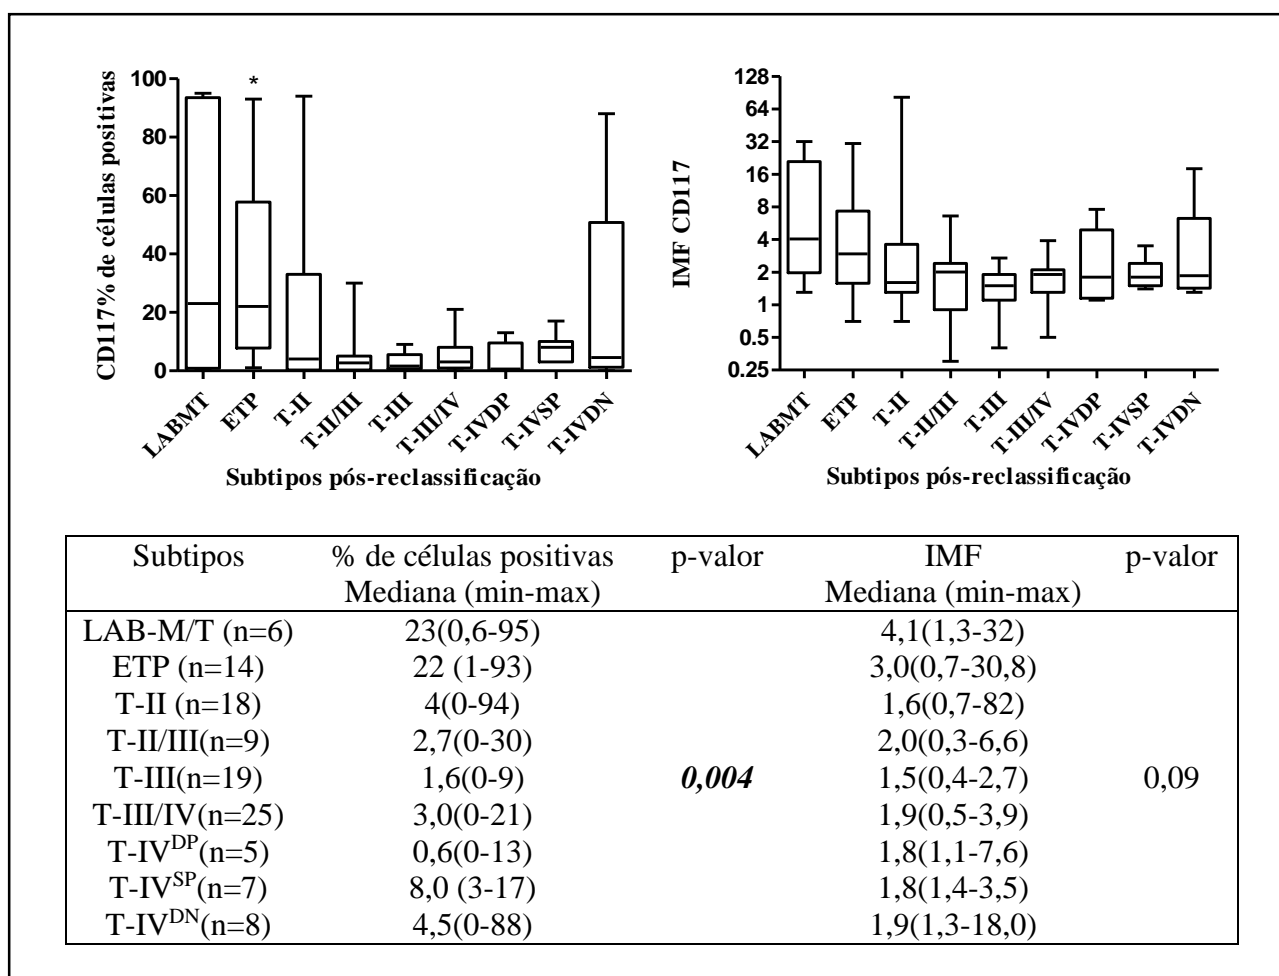 CD117% de células positivas
100
80
60
40
20
0
*
LABMT
ETP
T-II
T-II/III
T-III
T-III/IV
T-IVDP
T-IVSP
T-IVDN
Subtipos pós-reclassificação
IMF CD117
128
64
32
16
8
4
2
1
0.5
0.25
LABMT
ETP
T-II
T-II/III
T-III
T-III/IV
T-IVDP
T-IVSP
T-IVDN
Subtipos pós-reclassificação
Subtipos % de células positivas p-valor IMF p-valor
Mediana (min-max) Mediana (min-max)
LAB-M/T (n=6) 23(0,6-95) 4,1(1,3-32)
ETP (n=14) 22 (1-93) 3,0(0,7-30,8)
T-II (n=18) 4(0-94) 1,6(0,7-82)
T-II/III(n=9) 2,7(0-30) 2,0(0,3-6,6)
T-III(n=19) 1,6(0-9) 0,004 1,5(0,4-2,7) 0,09
T-III/IV(n=25) 3,0(0-21) 1,9(0,5-3,9)
T-IVDP(n=5) 0,6(0-13) 1,8(1,1-7,6)
T-IVSP(n=7) 8,0 (3-17) 1,8(1,4-3,5)
T-IVDN(n=8) 4,5(0-88) 1,9(1,3-18,0)